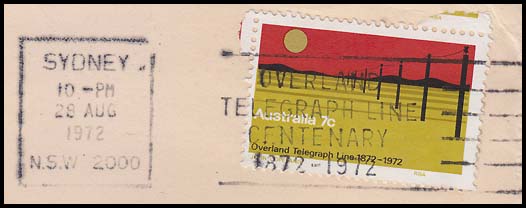 SYDNEY
10 - PM
28 AUG
1972
N.S.W 2000
OVERLAND
TELEGRAPH LINE
CENTENARY
1872-1972
Australia 7c
Overland Telegraph Line 1872-1972